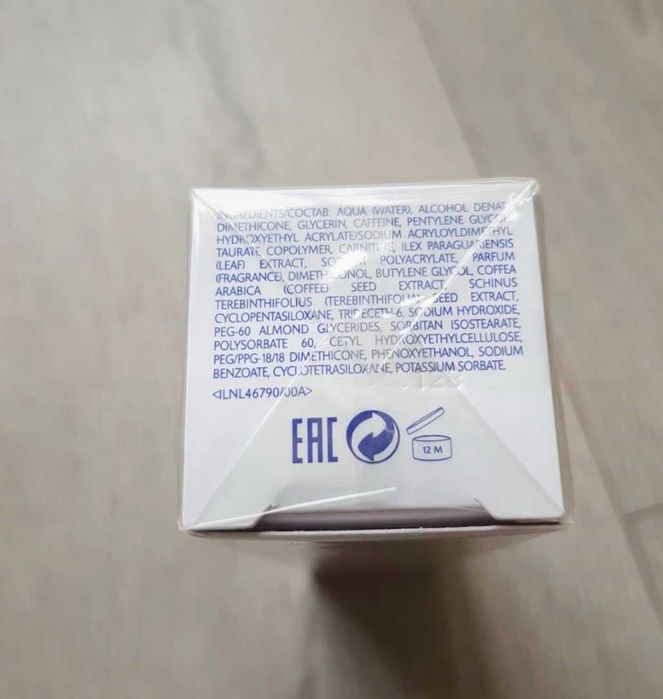 INGREDIENTS/СОСТАВ: AQUA (WATER), ALCOHOL DENAT,
DIMETHICONE, GLYCERIN, CAFFEINE, PENTYLENE GLYCOL,
HYDROXYETHYL ACRYLATE/SODIUM ACRYLOYLDIMETHYL
TAURATE COPOLYMER, CARNITINE, ILEX PARAGUARIENSIS
(LEAF) EXTRACT, SODIUM POLYACRYLATE, PARFUM
(FRAGRANCE), DIMETHICONOL, BUTYLENE GLYCOL, COFFEA
ARABICA (COFFEE) SEED EXTRACT, SCHINUS
TEREBINTHIFOLIUS (TEREBINTHIFOLIA) SEED EXTRACT,
CYCLOPENTASILOXANE, TRIDECETH-6, SODIUM HYDROXIDE,
PEG-60 ALMOND GLYCERIDES, SORBITAN ISOSTEARATE,
POLYSORBATE 60, CETYL HYDROXYETHYLCELLULOSE,
PEG/PPG-18/18 DIMETHICONE, PHENOXYETHANOL, SODIUM
BENZOATE, CYCLOTETRASILOXANE, POTASSIUM SORBATE.
<ILNL46790/00A>
EAC
12 M